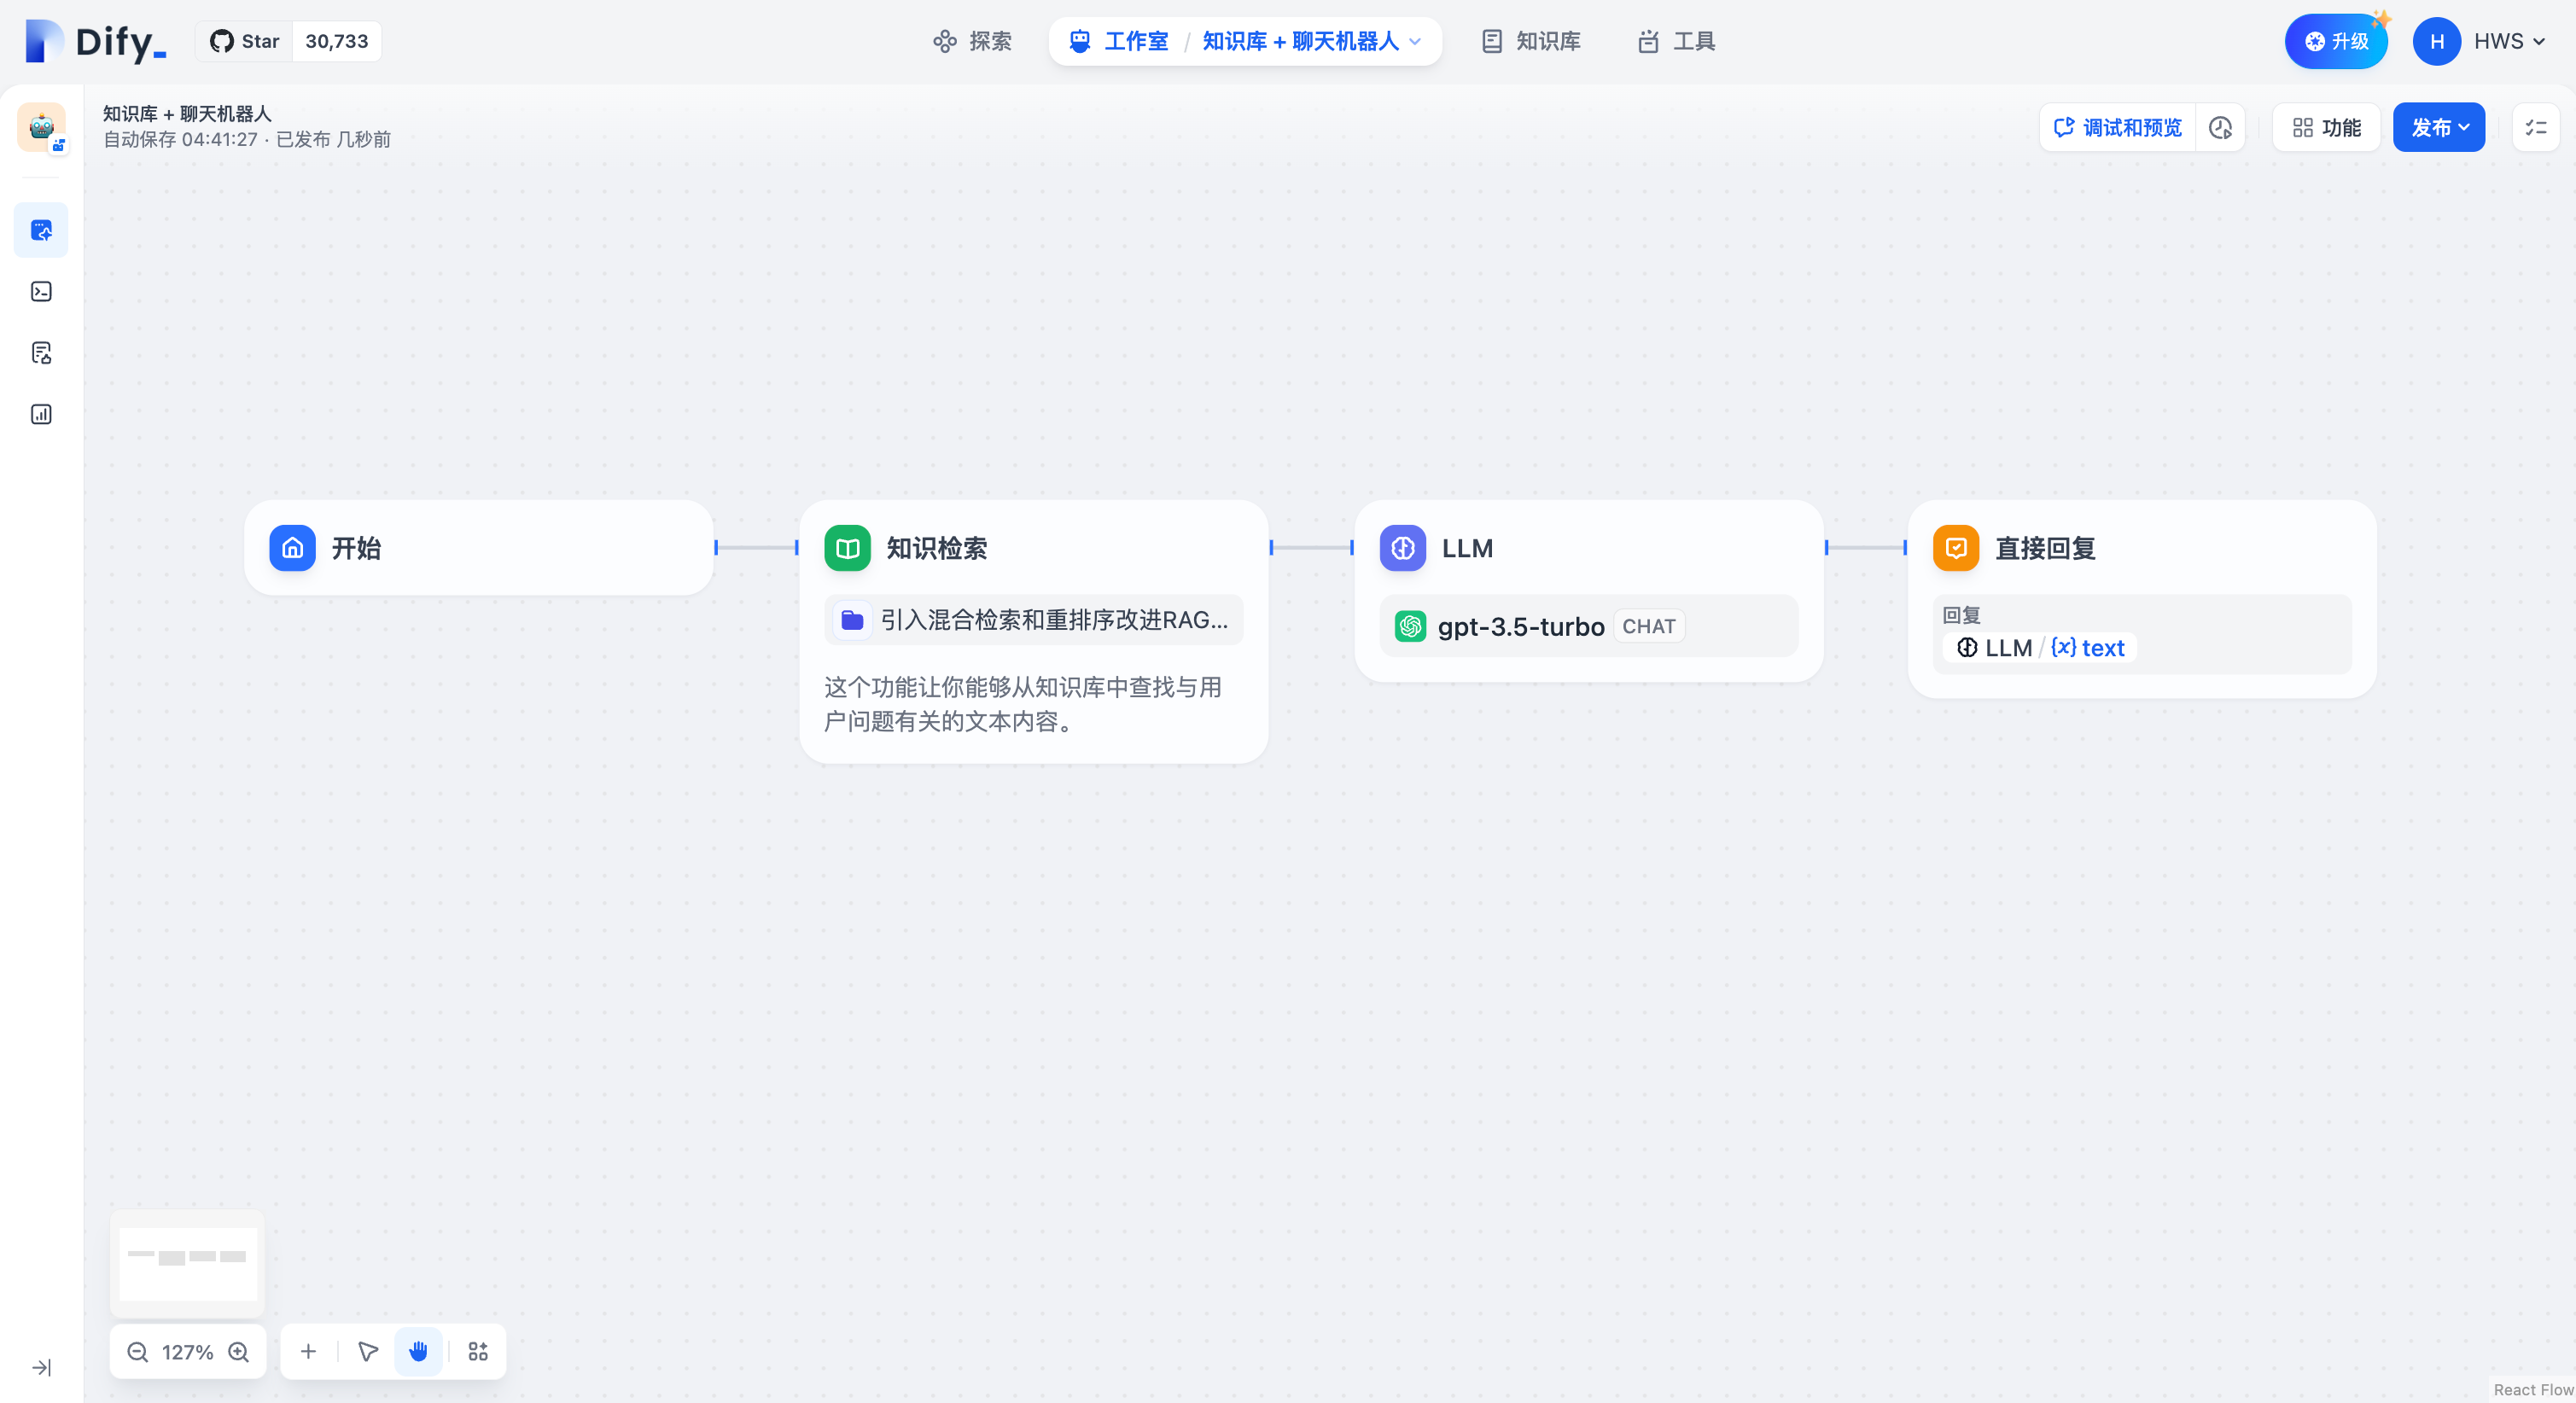 Dify_
Star 30,733
探索
工作室 / 知识库 + 聊天机器人
知识库
工具
升级
H HWS
知识库 + 聊天机器人
自动保存 04:41:27 · 已发布 几秒前
调试和预览
功能
发布
开始
知识检索
引入混合检索和重排序改进RAG...
这个功能让你能够从知识库中查找与用
户问题有关的文本内容。
LLM
gpt-3.5-turbo CHAT
直接回复
回复
LLM / {x} text
127%
React Flow